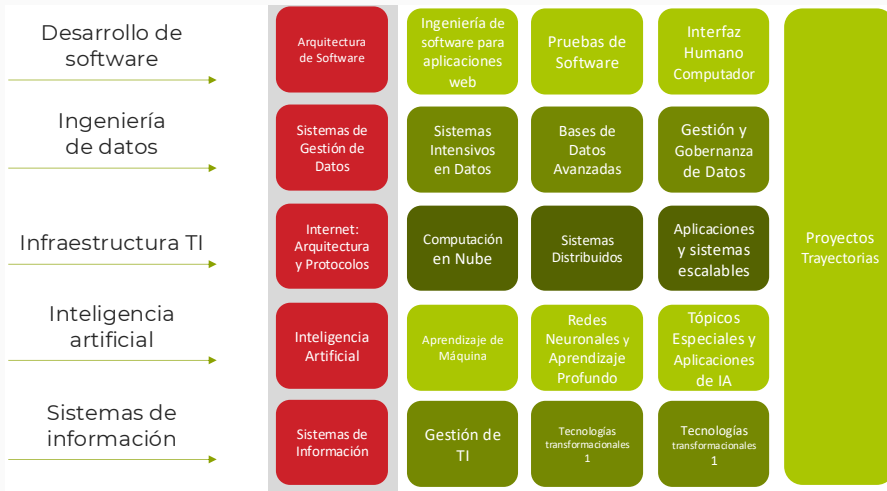 Desarrollo de
software
Arquitectura
de Software
Ingeniería de
software para
aplicaciones
web
Pruebas de
Software
Interfaz
Humano
Computador
Ingeniería
de datos
Sistemas de
Gestión de
Datos
Sistemas
Intensivos
en Datos
Bases de
Datos
Avanzadas
Gestión y
Gobernanza
de Datos
Infraestructura TI
Internet:
Arquitectura
y Protocolos
Computación
en Nube
Sistemas
Distribuidos
Aplicaciones
y sistemas
escalables
Proyectos
Trayectorias
Inteligencia
artificial
Inteligencia
Artificial
Aprendizaje de
Máquina
Redes
Neuronales y
Aprendizaje
Profundo
Tópicos
Especiales y
Aplicaciones
de IA
Sistemas de
información
Sistemas de
Información
Gestión de
TI
Tecnologías
transformacionales
1
Tecnologías
transformacionales
1